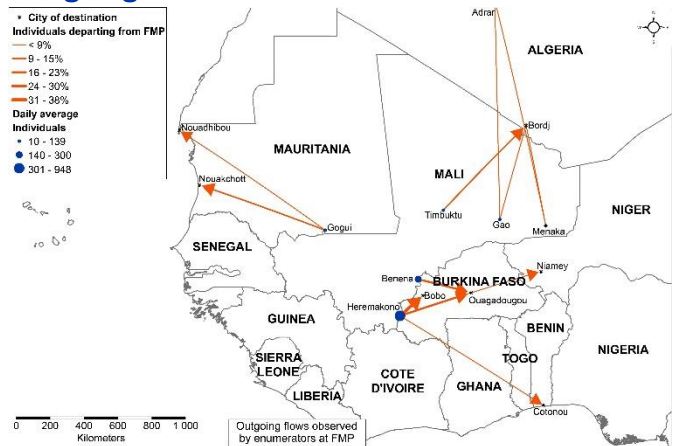 City of destination
Individuals departing from FMP
< 9%
9 - 15%
16 - 23%
24 - 30%
31 - 38%
Daily average
Individuals
10 - 139
140 - 300
301 - 948
Adrar
ALGERIA
Bordj
Nouadhibou
MAURITANIA
Nouakchott
MALI
Timbuktu
Gao
Menaka
NIGER
Gogui
SENEGAL
Niamey
Benena
BURKINA FASO
Bobo
Ouagadougou
Heremakono
GUINEA
BENIN
NIGERIA
SIERRA
LEONE
TOGO
COTE
D'IVOIRE
GHANA
LIBERIA
Cotonou
0 200 400 600 800 1 000
Kilometers
Outgoing flows observed
by enumerators at FMP